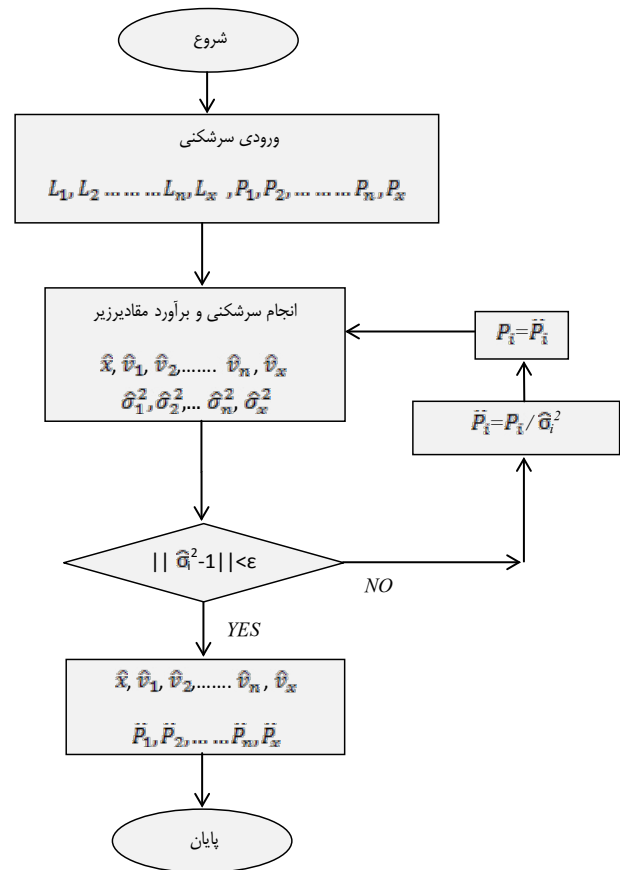 شروع
ورودی سرشکنی
L₁, L₂ ... ... ... Lₙ, Lₓ , P₁, P₂, ... ... ... Pₙ, Pₓ
انجام سرشکنی و برآورد مقادیرزیر
x̂, v̂₁, v̂₂,....... v̂ₙ, v̂ₓ
σ̂₁², σ̂₂²,... σ̂ₙ², σ̂ₓ²
Pᵢ=P̈ᵢ
P̈ᵢ=Pᵢ/σ̂ᵢ²
|| σ̂ᵢ²-1||<ε
NO
YES
x̂, v̂₁, v̂₂,....... v̂ₙ, v̂ₓ
P̈₁, P̈₂, ... ... P̈ₙ, P̈ₓ
پایان